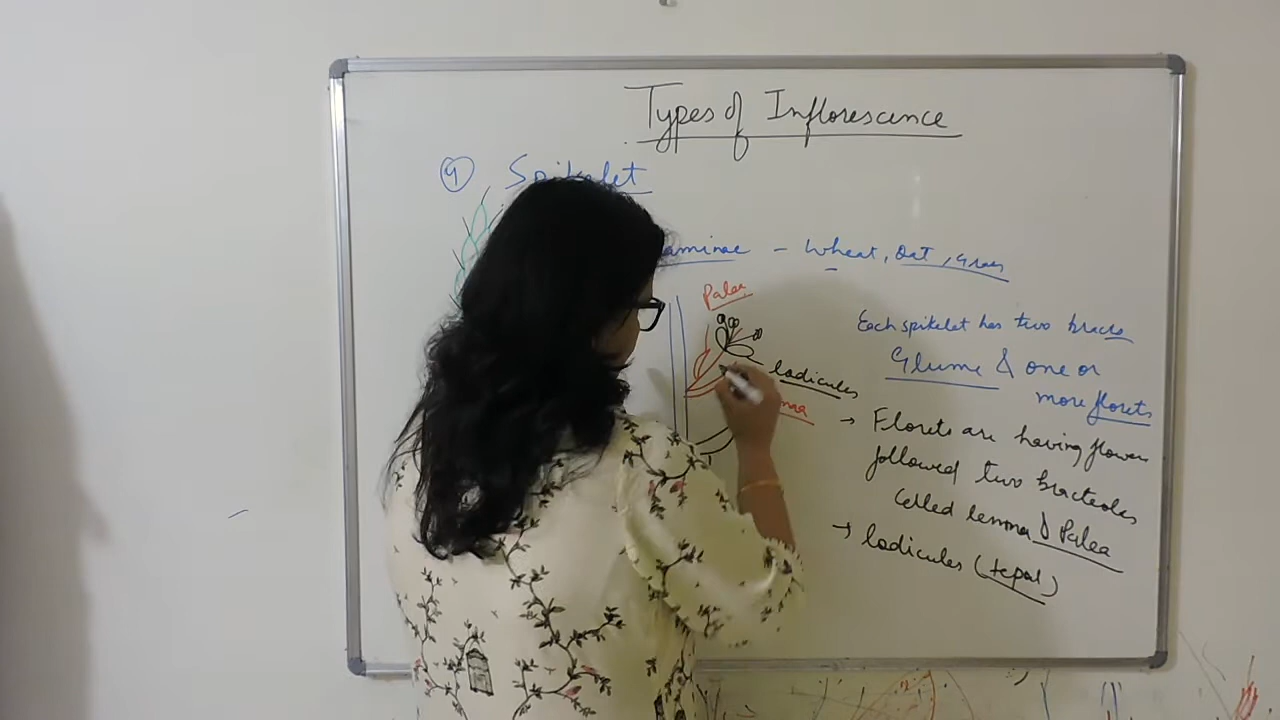 Types of Inflorescence
9 Spikelet
aminae - Wheat, Oat, Grass
Palea
Each spikelet has two bracts
Glume & one or
more florets
lodicules
→ Florets are having flower
followed two bracteoles
Called lemma & Palea
→ lodicules (tepal)